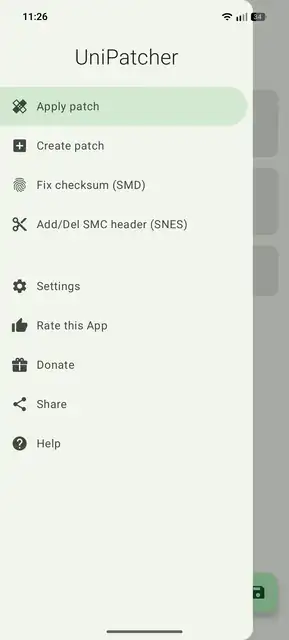 11:26
34
UniPatcher
Apply patch
Create patch
Fix checksum (SMD)
Add/Del SMC header (SNES)
Settings
Rate this App
Donate
Share
Help